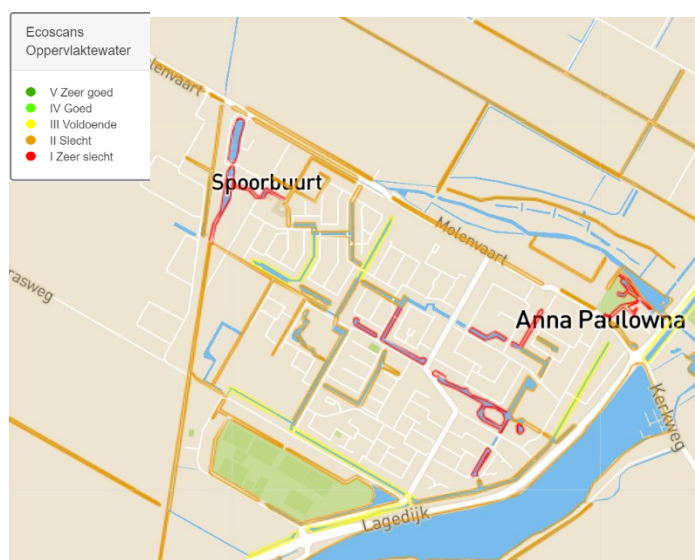 Ecoscans
Oppervlaktewater
V Zeer goed
IV Goed
III Voldoende
II Slecht
I Zeer slecht
olenvaart
Spoorbuurt
Molenvaart
rasweg
Anna Paulowna
Kerkweg
Lagedijk